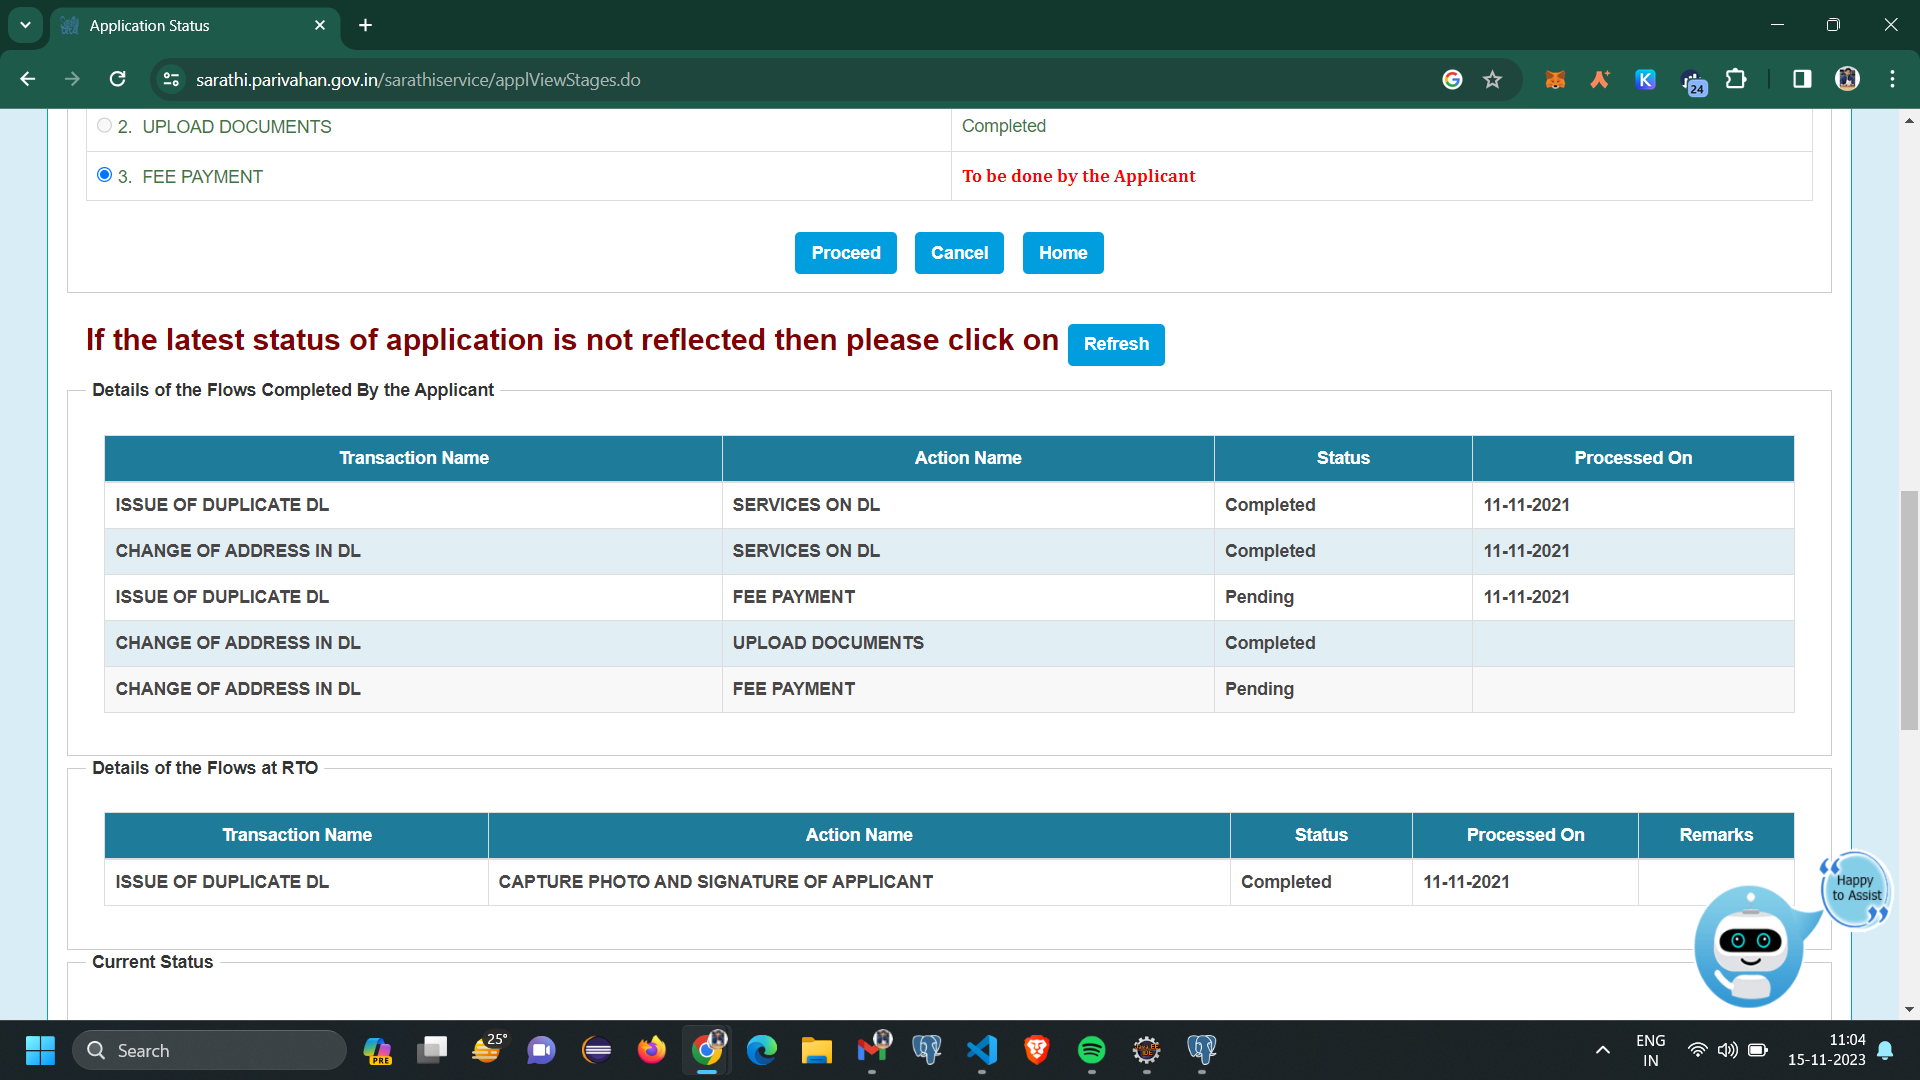 Application Status
sarathi.parivahan.gov.in/sarathiservice/applViewStages.do
24
2. UPLOAD DOCUMENTS Completed
3. FEE PAYMENT To be done by the Applicant
Proceed Cancel Home
If the latest status of application is not reflected then please click on Refresh
Details of the Flows Completed By the Applicant
Transaction Name Action Name Status Processed On
ISSUE OF DUPLICATE DL SERVICES ON DL Completed 11-11-2021
CHANGE OF ADDRESS IN DL SERVICES ON DL Completed 11-11-2021
ISSUE OF DUPLICATE DL FEE PAYMENT Pending 11-11-2021
CHANGE OF ADDRESS IN DL UPLOAD DOCUMENTS Completed
CHANGE OF ADDRESS IN DL FEE PAYMENT Pending
Details of the Flows at RTO
Transaction Name Action Name Status Processed On Remarks
ISSUE OF DUPLICATE DL CAPTURE PHOTO AND SIGNATURE OF APPLICANT Completed 11-11-2021
Happy
to Assist
Current Status
Search
PRE
25°
ENG
IN
11:04
15-11-2023